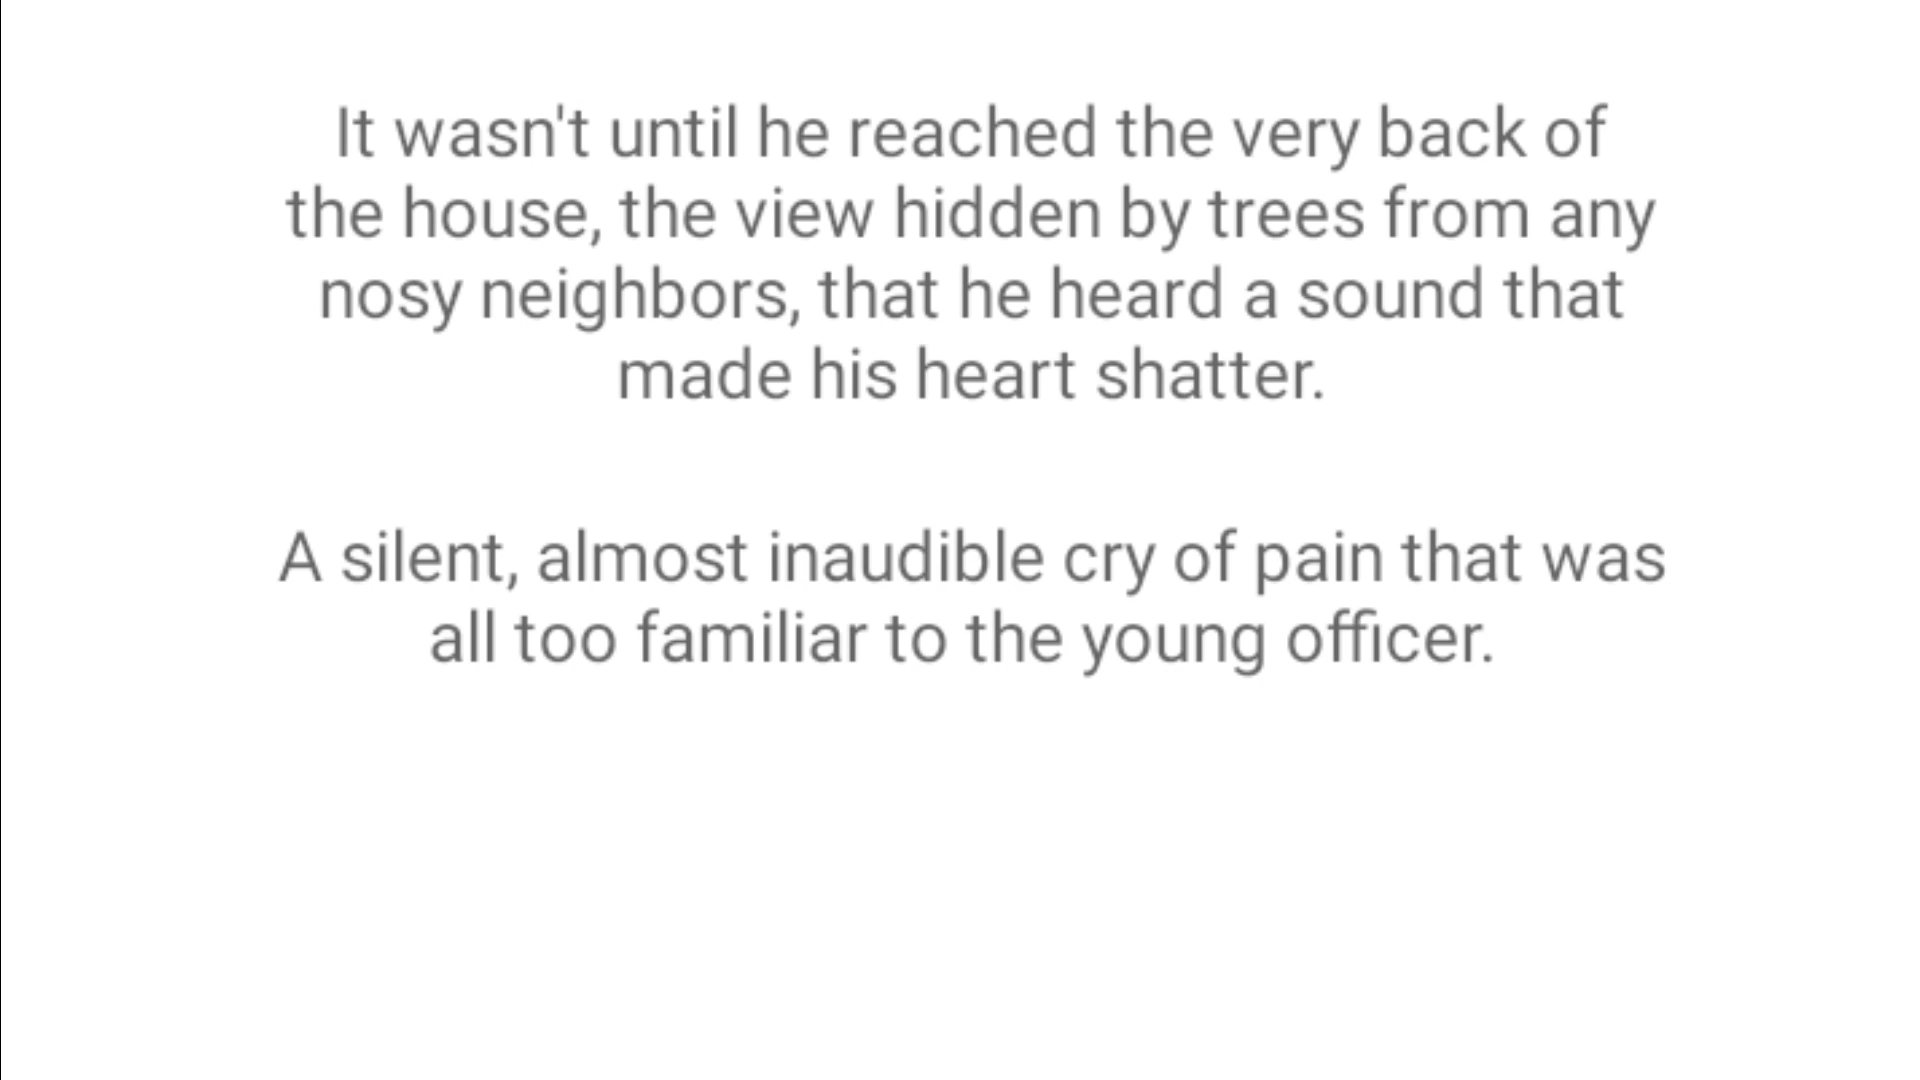 It wasn't until he reached the very back of
the house, the view hidden by trees from any
nosy neighbors, that he heard a sound that
made his heart shatter.
A silent, almost inaudible cry of pain that was
all too familiar to the young officer.